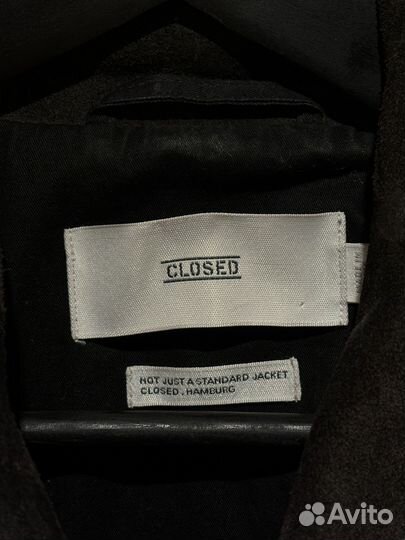 CLOSED
NOT JUST A STANDARD JACKET
CLOSED, HAMBURG
Avito